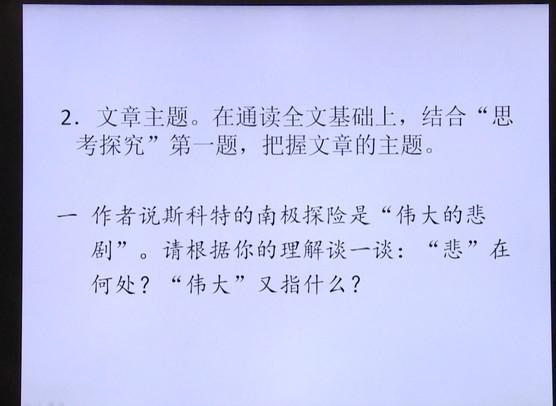 2. 文章主题。在通读全文基础上，结合“思
考探究”第一题，把握文章的主题。
一 作者说斯科特的南极探险是“伟大的悲
剧”。请根据你的理解谈一谈：“悲”在
何处？“伟大”又指什么？